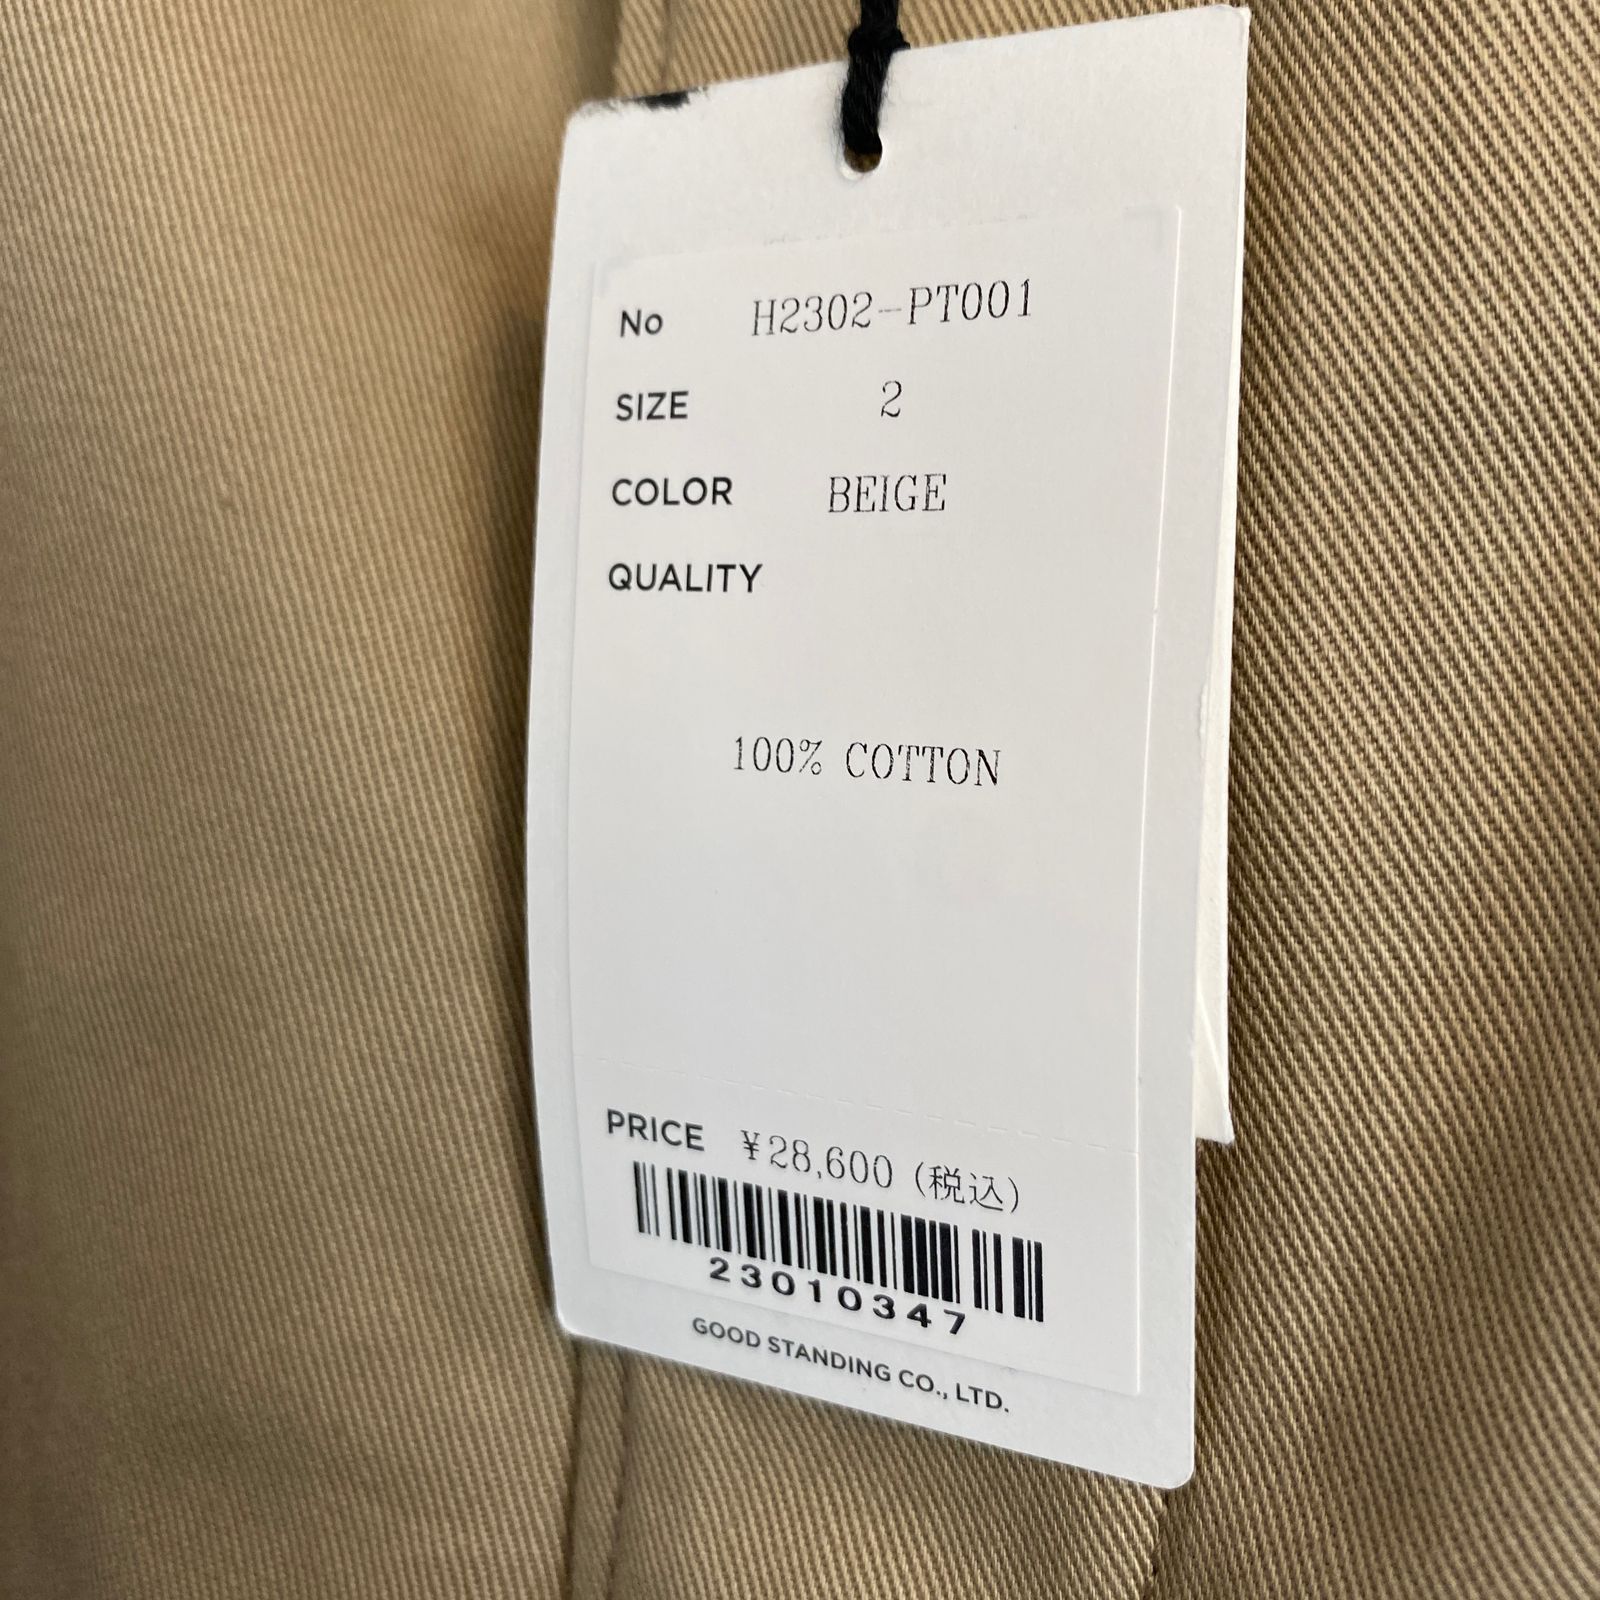 No H2302-PT001
SIZE 2
COLOR BEIGE
QUALITY
100% COTTON
PRICE ¥28,600 (税込)
23010347
GOOD STANDING CO., LTD.